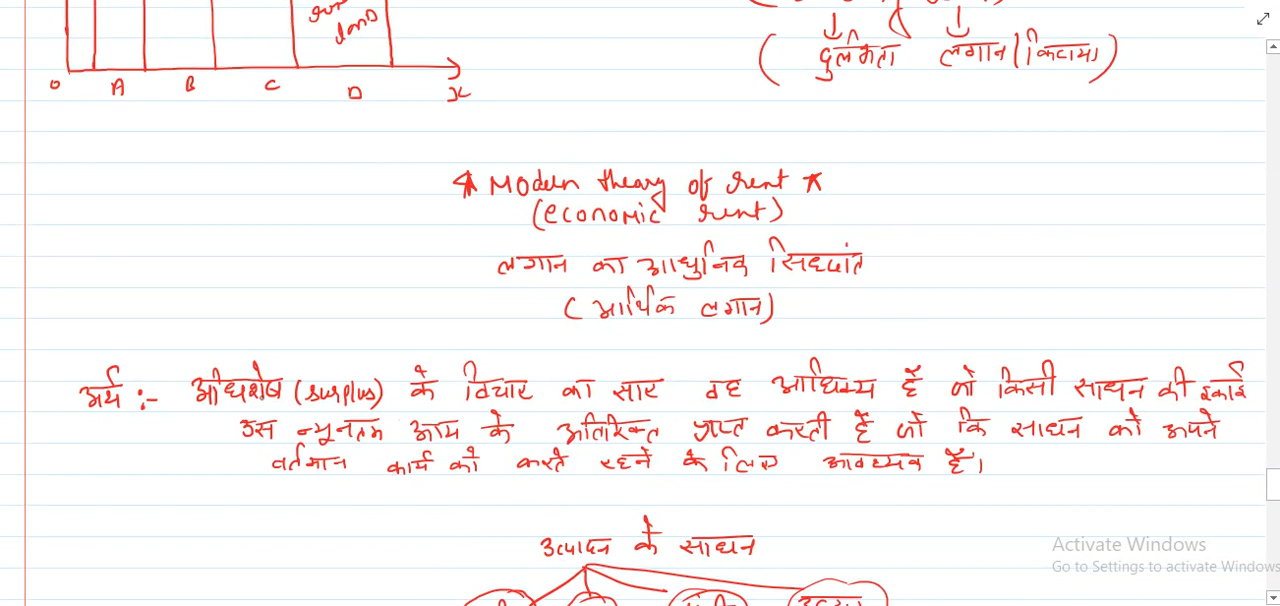 O A B C D X
land
( दुर्लभता लगान/किराया)
* Modern theory of rent *
(economic rent)
लगान का आधुनिक सिद्धांत
(आर्थिक लगान)
अर्थ :- अधिशेष (surplus) के विचार का सार वह आधिक्य हैं जो किसी साधन की इकाई
उस न्यूनतम आय के अतिरिक्त प्राप्त करती हैं जो कि साधन को अपने
वर्तमान कार्य को करते रहने के लिए आवश्यक हैं।
उत्पादन के साधन
Activate Windows
Go to Settings to activate Windows